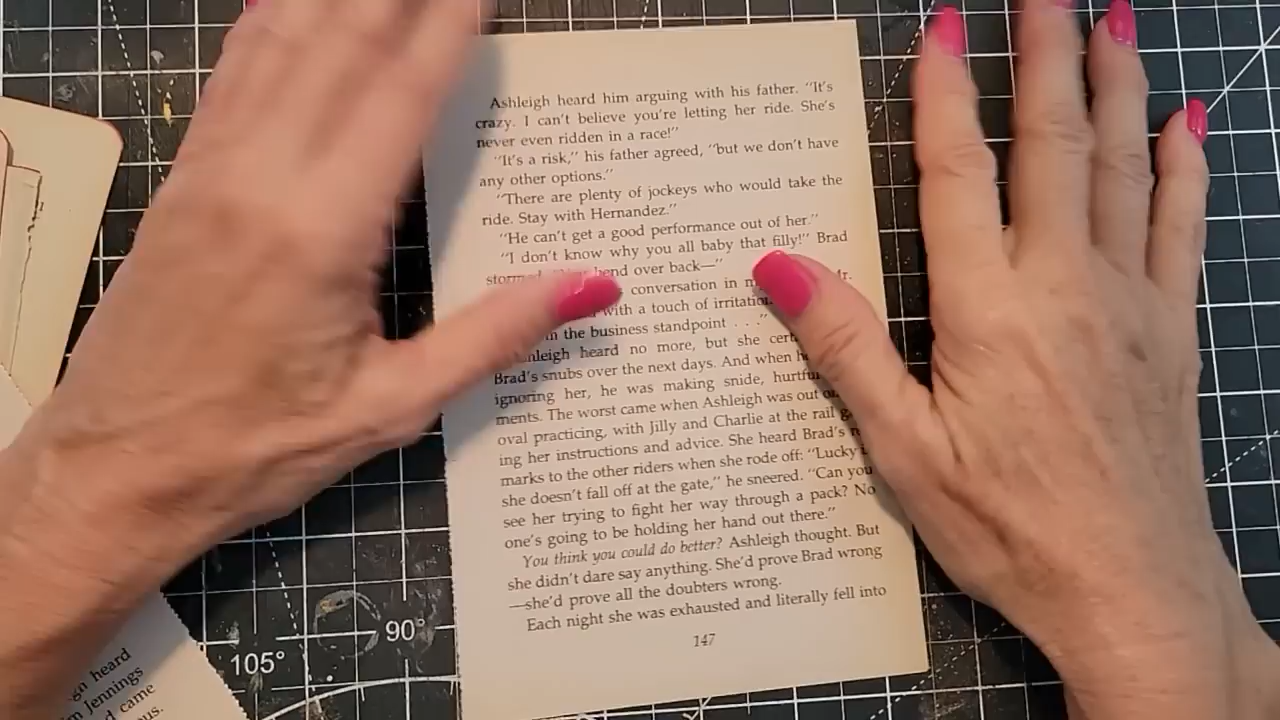 Ashleigh heard him arguing with his father. "It's
crazy. I can't believe you're letting her ride. She's
never even ridden in a race!"
"It's a risk," his father agreed, "but we don't have
any other options."
"There are plenty of jockeys who would take the
ride. Stay with Hernandez."
"He can't get a good performance out of her."
"I don't know why you all baby that filly!" Brad
bend over back—"
conversation in
with a touch of
the business standpoint . . ."
heard no more, but she
Brad's snubs over the next days. And when
ignoring her, he was making snide,
ments. The worst came when Ashleigh was out
oval practicing, with Jilly and Charlie at the rail
ing her instructions and advice. She heard Brad's
marks to the other riders when she rode off: "Lucky
she doesn't fall off at the gate," he sneered. "Can you
see her trying to fight her way through a pack? No
one's going to be holding her hand out there."
You think you could do better? Ashleigh thought. But
she didn't dare say anything. She'd prove Brad wrong
—she'd prove all the doubters wrong.
Each night she was exhausted and literally fell into
147
90°
105°
heard
Jennings
came